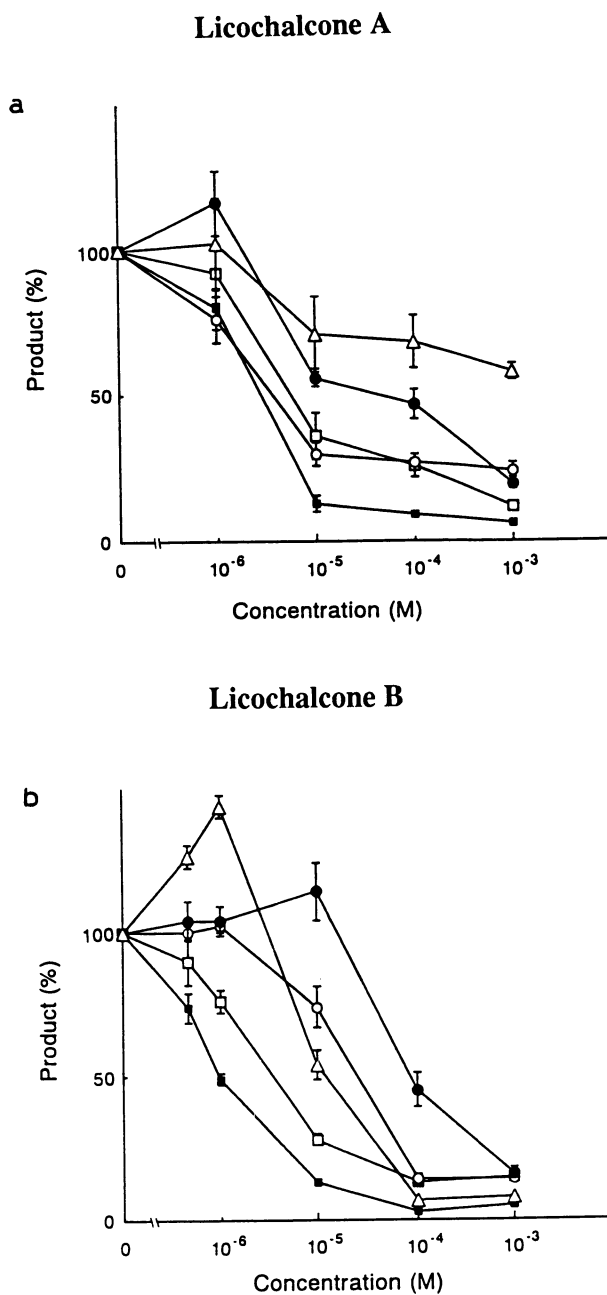 Licochalcone A
a
Product (%)
100
50
0
0 10⁻⁶ 10⁻⁵ 10⁻⁴ 10⁻³
Concentration (M)
Licochalcone B
b
Product (%)
100
50
0
0 10⁻⁶ 10⁻⁵ 10⁻⁴ 10⁻³
Concentration (M)